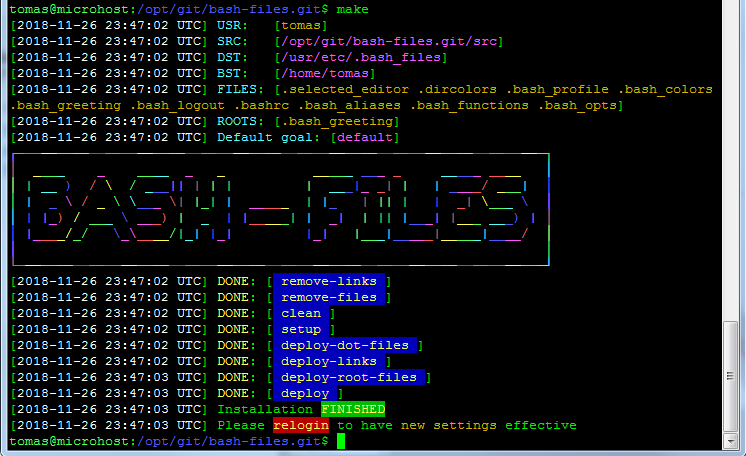 tomas@microhost:/opt/git/bash-files.git$ make
[2018-11-26 23:47:02 UTC] USR: [tomas]
[2018-11-26 23:47:02 UTC] SRC: [/opt/git/bash-files.git/src]
[2018-11-26 23:47:02 UTC] DST: [/usr/etc/.bash_files]
[2018-11-26 23:47:02 UTC] BST: [/home/tomas]
[2018-11-26 23:47:02 UTC] FILES: [.selected_editor .dircolors .bash_profile .bash_colors
.bash_greeting .bash_logout .bashrc .bash_aliases .bash_functions .bash_opts]
[2018-11-26 23:47:02 UTC] ROOTS: [.bash_greeting]
[2018-11-26 23:47:02 UTC] Default goal: [default]
BASH-FILES
[2018-11-26 23:47:02 UTC] DONE: [ remove-links ]
[2018-11-26 23:47:02 UTC] DONE: [ remove-files ]
[2018-11-26 23:47:02 UTC] DONE: [ clean ]
[2018-11-26 23:47:02 UTC] DONE: [ setup ]
[2018-11-26 23:47:02 UTC] DONE: [ deploy-dot-files ]
[2018-11-26 23:47:02 UTC] DONE: [ deploy-links ]
[2018-11-26 23:47:03 UTC] DONE: [ deploy-root-files ]
[2018-11-26 23:47:03 UTC] DONE: [ deploy ]
[2018-11-26 23:47:03 UTC] Installation FINISHED
[2018-11-26 23:47:03 UTC] Please relogin to have new settings effective
tomas@microhost:/opt/git/bash-files.git$